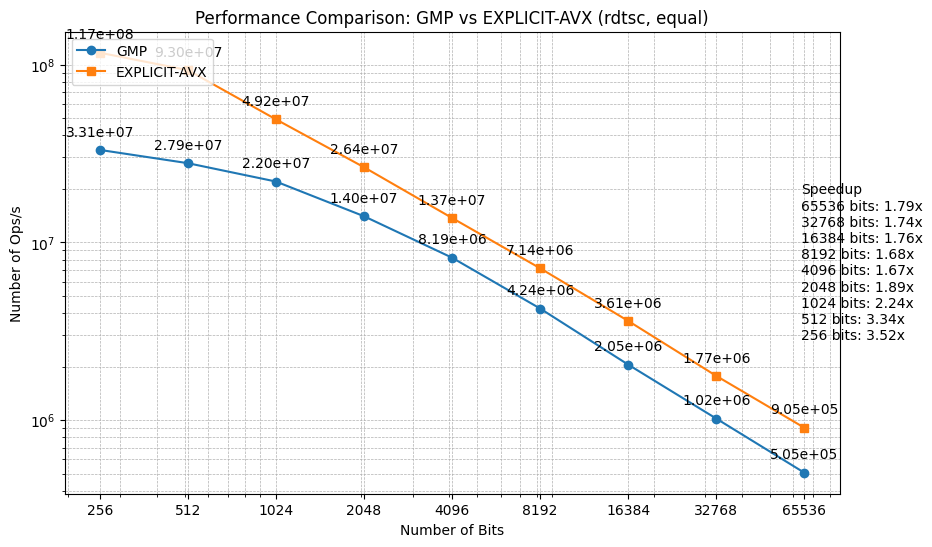 Performance Comparison: GMP vs EXPLICIT-AVX (rdtsc, equal)
1.17e+08
GMP
9.30e+07
EXPLICIT-AVX
10^8
4.92e+07
3.31e+07
2.79e+07
2.20e+07
2.64e+07
1.40e+07
1.37e+07
8.19e+06
7.14e+06
4.24e+06
3.61e+06
2.05e+06
1.77e+06
1.02e+06
9.05e+05
5.05e+05
10^7
10^6
Number of Ops/s
Speedup
65536 bits: 1.79x
32768 bits: 1.74x
16384 bits: 1.76x
8192 bits: 1.68x
4096 bits: 1.67x
2048 bits: 1.89x
1024 bits: 2.24x
512 bits: 3.34x
256 bits: 3.52x
256 512 1024 2048 4096 8192 16384 32768 65536
Number of Bits